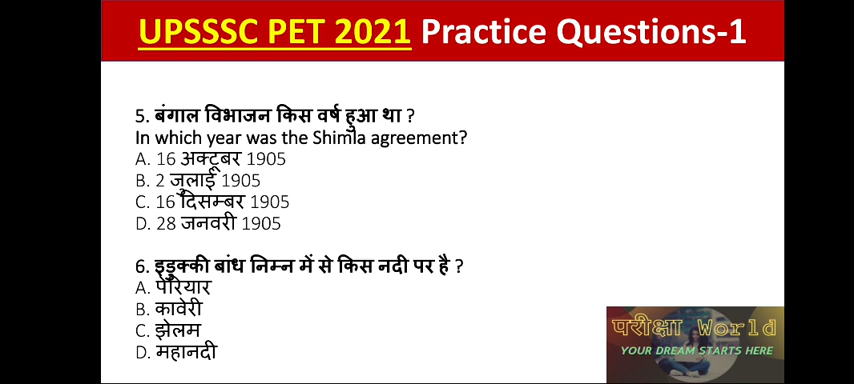 UPSSSC PET 2021 Practice Questions-1
5. बंगाल विभाजन किस वर्ष हुआ था ?
In which year was the Shimla agreement?
A. 16 अक्टूबर 1905
B. 2 जुलाई 1905
C. 16 दिसम्बर 1905
D. 28 जनवरी 1905
6. इडुक्की बांध निम्न में से किस नदी पर है ?
A. पेरियार
B. कावेरी
C. झेलम
D. महानदी
परीक्षा World
YOUR DREAM STARTS HERE